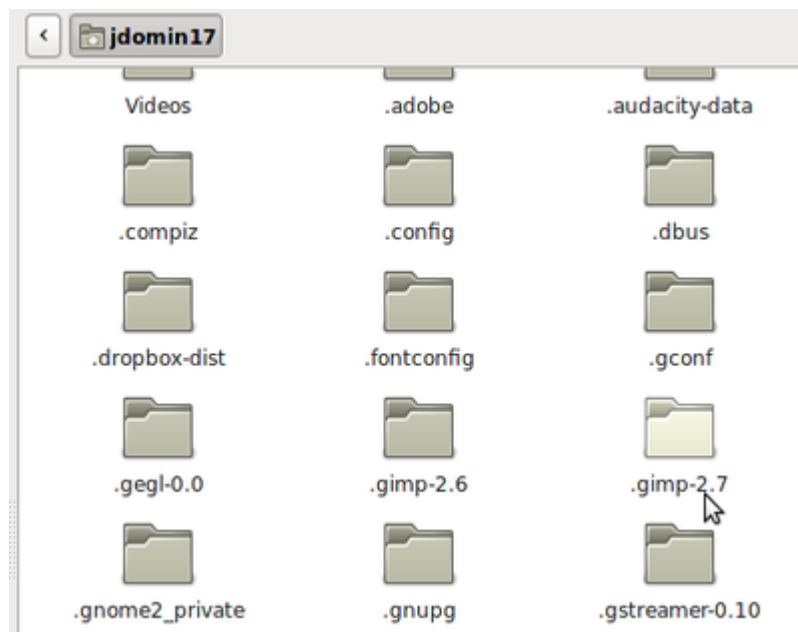 jdomin17
Videos .adobe .audacity-data
.compiz .config .dbus
.dropbox-dist .fontconfig .gconf
.gegl-0.0 .gimp-2.6 .gimp-2.7
.gnome2_private .gnupg .gstreamer-0.10